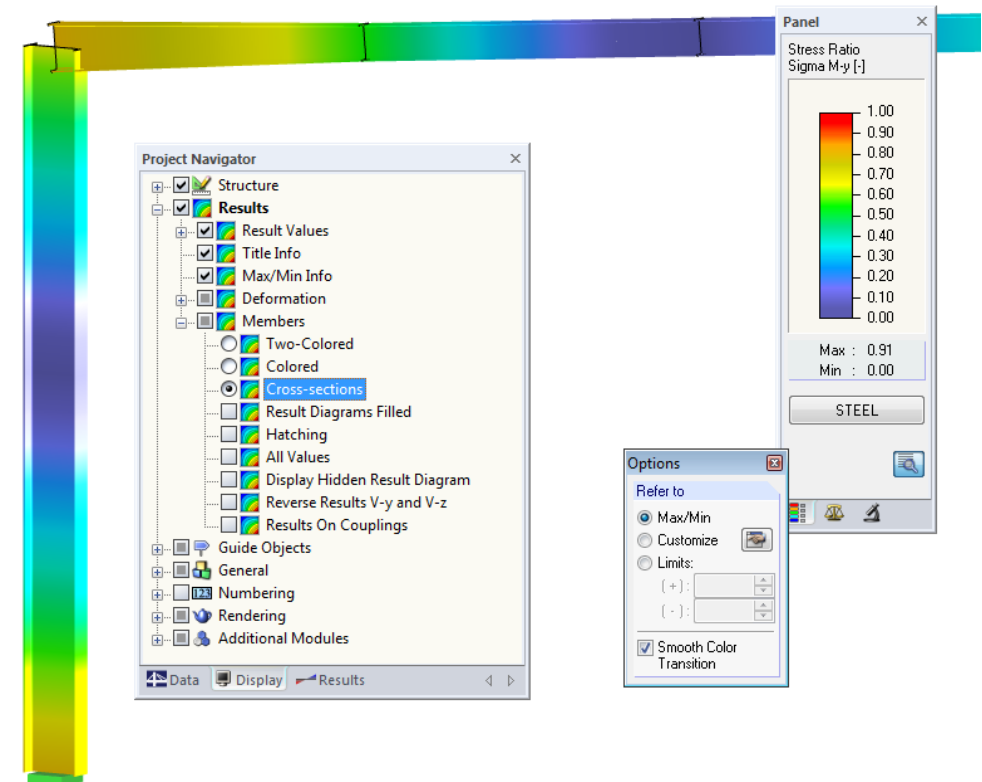 Panel
Stress Ratio
Sigma M-y [-]
1.00
0.90
0.80
0.70
0.60
0.50
0.40
0.30
0.20
0.10
0.00
Max : 0.91
Min : 0.00
STEEL
Project Navigator
Structure
Results
Result Values
Title Info
Max/Min Info
Deformation
Members
Two-Colored
Colored
Cross-sections
Result Diagrams Filled
Hatching
All Values
Display Hidden Result Diagram
Reverse Results V-y and V-z
Results On Couplings
Guide Objects
General
123 Numbering
Rendering
Additional Modules
Data Display Results
Options
Refer to
Max/Min
Customize
Limits:
(+):
(-):
Smooth Color
Transition